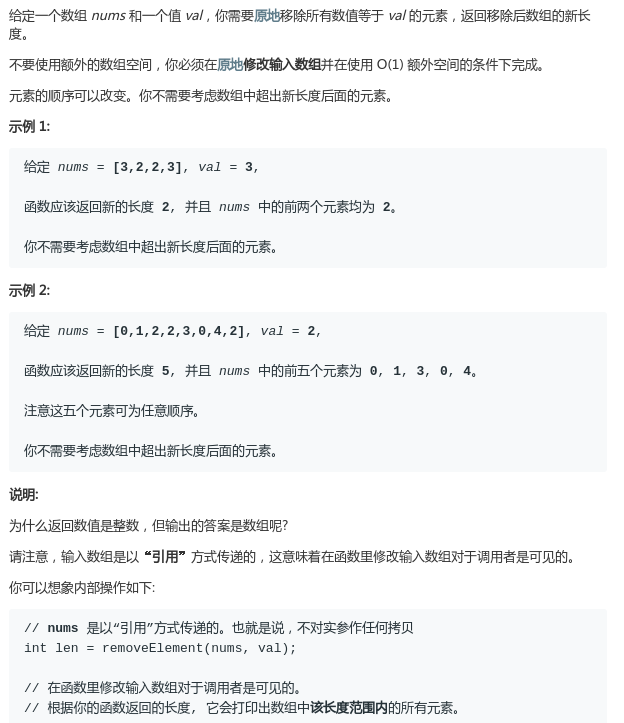 给定一个数组 nums 和一个值 val，你需要原地移除所有数值等于 val 的元素，返回移除后数组的新长
度。
不要使用额外的数组空间，你必须在原地修改输入数组并在使用 O(1) 额外空间的条件下完成。
元素的顺序可以改变。你不需要考虑数组中超出新长度后面的元素。
示例 1:
给定 nums = [3,2,2,3], val = 3,
函数应该返回新的长度 2, 并且 nums 中的前两个元素均为 2。
你不需要考虑数组中超出新长度后面的元素。
示例 2:
给定 nums = [0,1,2,2,3,0,4,2], val = 2,
函数应该返回新的长度 5, 并且 nums 中的前五个元素为 0, 1, 3, 0, 4。
注意这五个元素可为任意顺序。
你不需要考虑数组中超出新长度后面的元素。
说明:
为什么返回数值是整数，但输出的答案是数组呢?
请注意，输入数组是以“引用”方式传递的，这意味着在函数里修改输入数组对于调用者是可见的。
你可以想象内部操作如下:
// nums 是以“引用”方式传递的。也就是说，不对实参作任何拷贝
int len = removeElement(nums, val);
// 在函数里修改输入数组对于调用者是可见的。
// 根据你的函数返回的长度, 它会打印出数组中该长度范围内的所有元素。